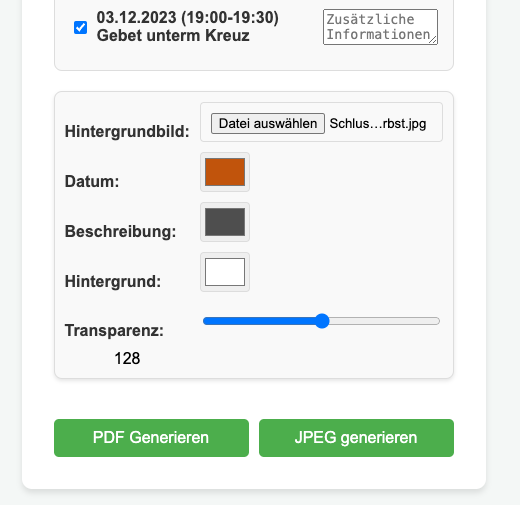 03.12.2023 (19:00-19:30)
Gebet unterm Kreuz
Zusätzliche
Informationen
Hintergrundbild:
Datei auswählen Schlus…rbst.jpg
Datum:
Beschreibung:
Hintergrund:
Transparenz:
128
PDF Generieren
JPEG generieren